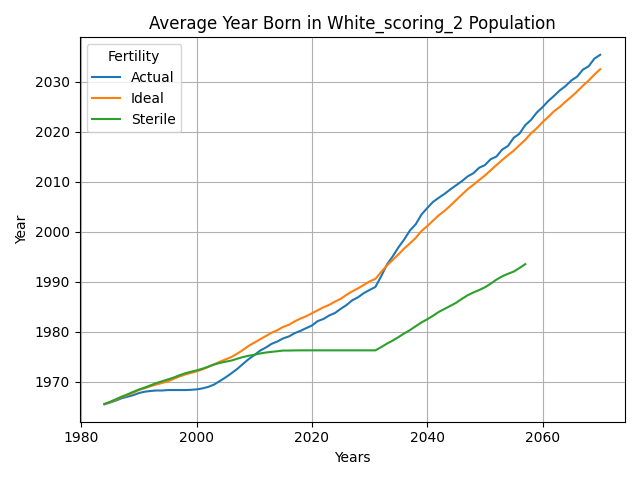 Average Year Born in White_scoring_2 Population
Fertility
Actual
Ideal
Sterile
Year
2030
2020
2010
2000
1990
1980
1970
1980
2000
2020
2040
2060
Years